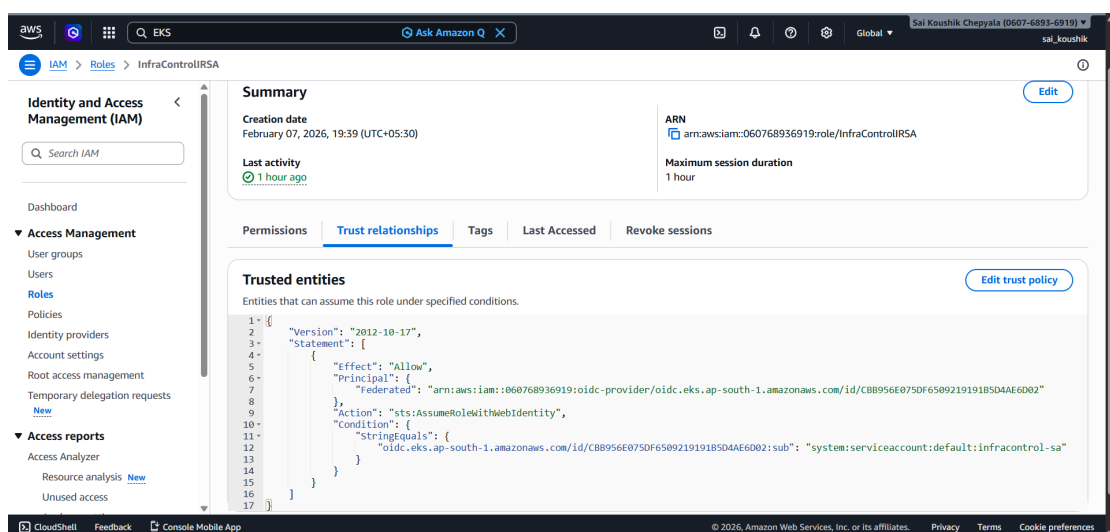 aws
EKS
Ask Amazon Q
Global
Sai Koushik Chepyala (0607-6893-6919)
sai_koushik
IAM > Roles > InfraControlIRSA
Identity and Access Management (IAM)
Search IAM
Dashboard
Access Management
User groups
Users
Roles
Policies
Identity providers
Account settings
Root access management
Temporary delegation requests
New
Access reports
Access Analyzer
Resource analysis New
Unused access
Summary
Edit
Creation date
February 07, 2026, 19:39 (UTC+05:30)
ARN
arn:aws:iam::060768936919:role/InfraControlIRSA
Last activity
1 hour ago
Maximum session duration
1 hour
Permissions Trust relationships Tags Last Accessed Revoke sessions
Trusted entities
Edit trust policy
Entities that can assume this role under specified conditions.
1 {
2 "Version": "2012-10-17",
3 "Statement": [
4 {
5 "Effect": "Allow",
6 "Principal": {
7 "Federated": "arn:aws:iam::060768936919:oidc-provider/oidc.eks.ap-south-1.amazonaws.com/id/CBB956E075DF6509219191B5D4AE6D02"
8 },
9 "Action": "sts:AssumeRoleWithWebIdentity",
10 "Condition": {
11 "StringEquals": {
12 "oidc.eks.ap-south-1.amazonaws.com/id/CBB956E075DF6509219191B5D4AE6D02:sub": "system:serviceaccount:default:infracontrol-sa"
13 }
14 }
15 }
16 ]
17 }
CloudShell Feedback Console Mobile App
© 2026, Amazon Web Services, Inc. or its affiliates. Privacy Terms Cookie preferences